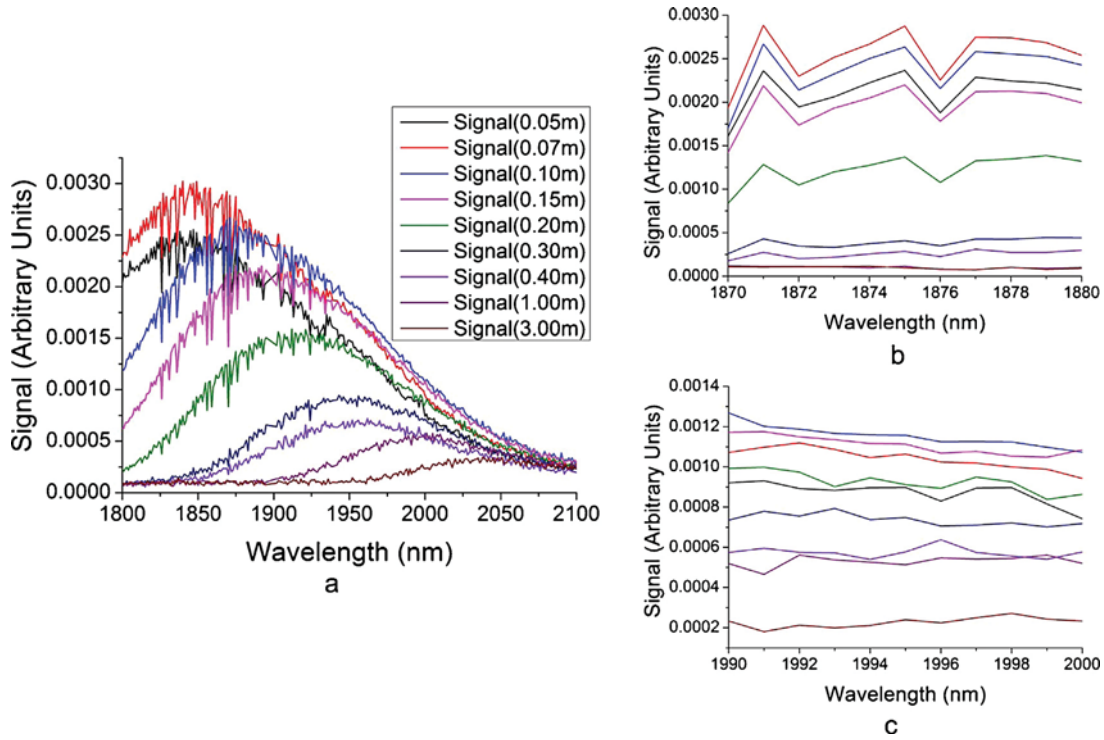 Signal (Arbitrary Units)
0.0030
0.0025
0.0020
0.0015
0.0010
0.0005
0.0000
1800 1850 1900 1950 2000 2050 2100
Wavelength (nm)
a
Signal(0.05m)
Signal(0.07m)
Signal(0.10m)
Signal(0.15m)
Signal(0.20m)
Signal(0.30m)
Signal(0.40m)
Signal(1.00m)
Signal(3.00m)
Signal (Arbitrary Units)
0.0030
0.0025
0.0020
0.0015
0.0010
0.0005
0.0000
1870 1872 1874 1876 1878 1880
Wavelength (nm)
b
Signal (Arbitrary Units)
0.0014
0.0012
0.0010
0.0008
0.0006
0.0004
0.0002
1990 1992 1994 1996 1998 2000
Wavelength (nm)
c